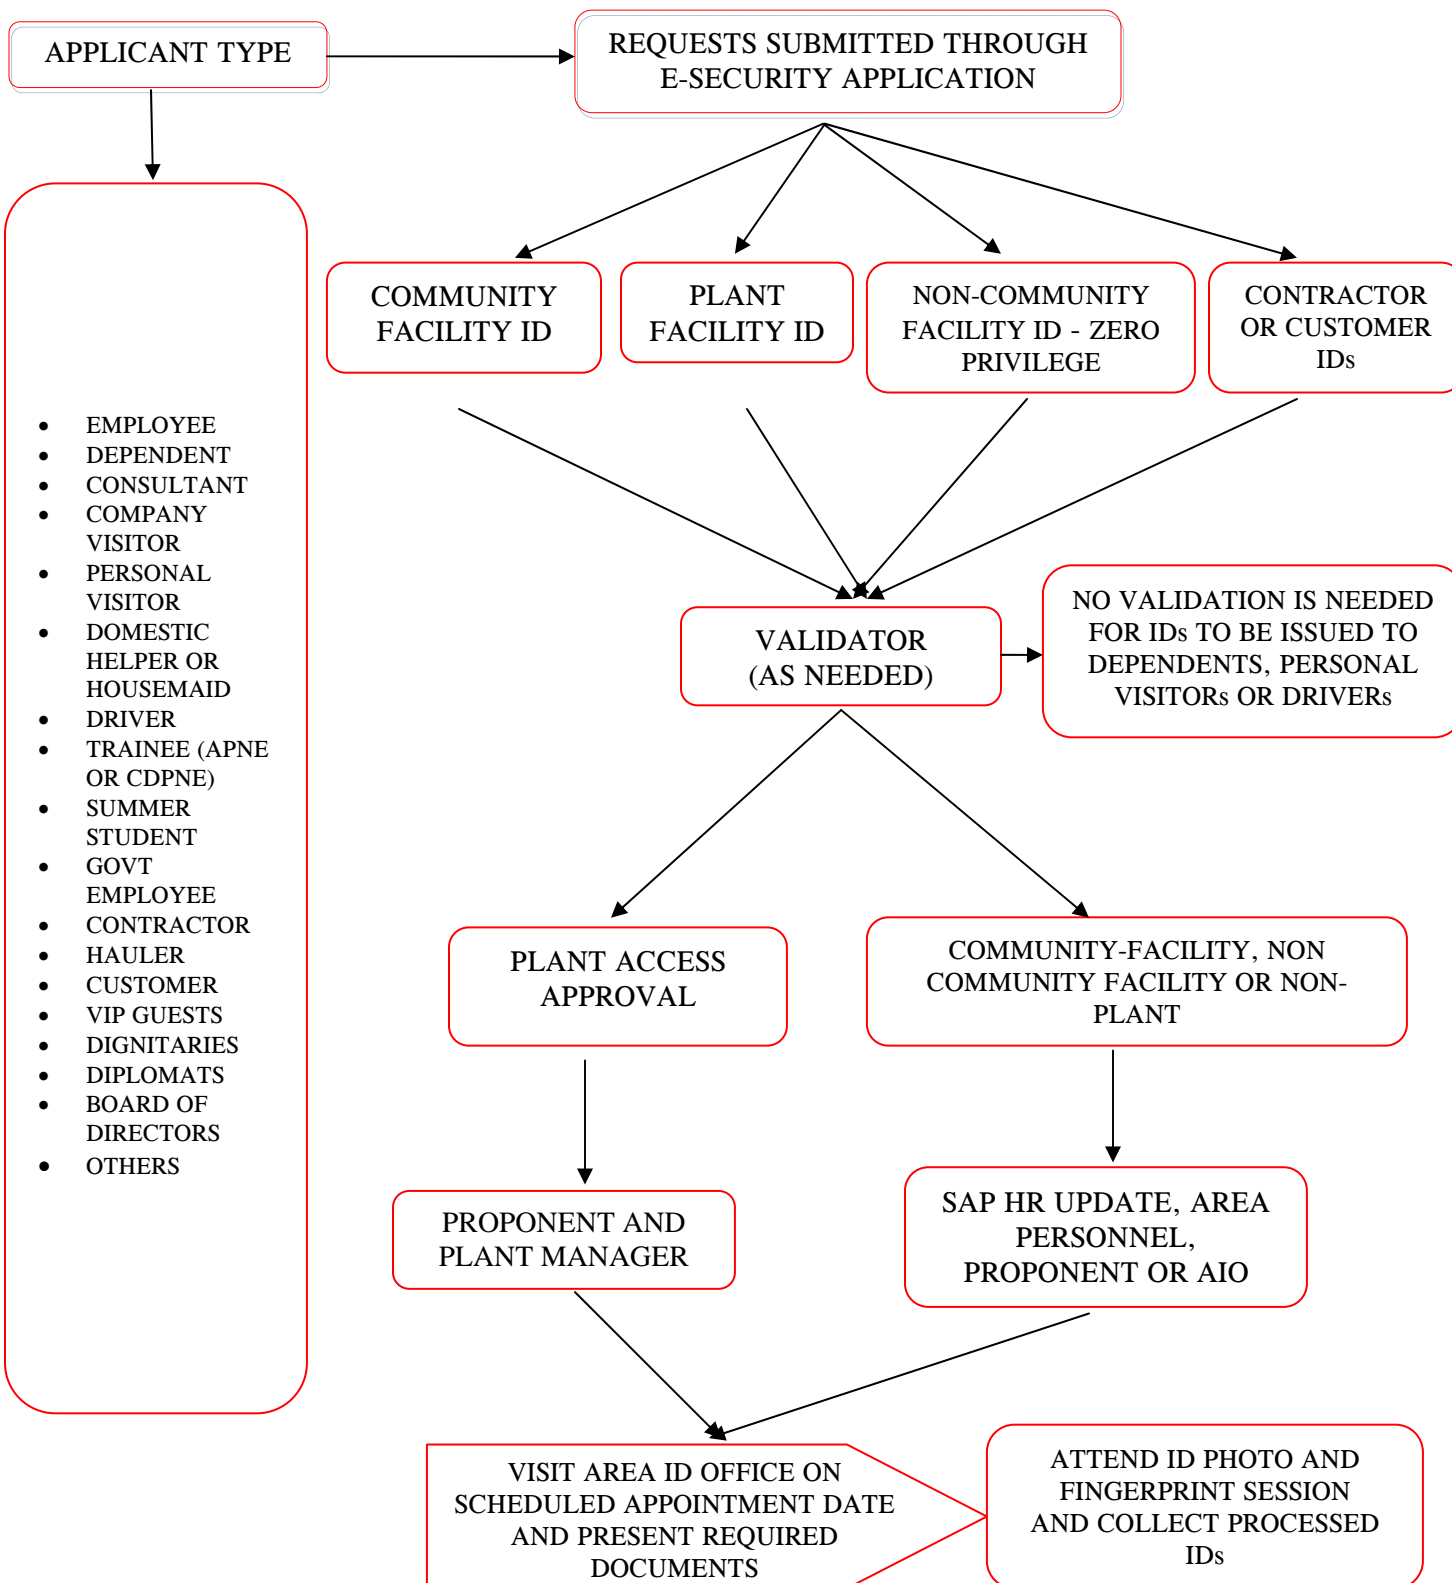 APPLICANT TYPE
REQUESTS SUBMITTED THROUGH
E-SECURITY APPLICATION
• EMPLOYEE
• DEPENDENT
• CONSULTANT
• COMPANY
VISITOR
• PERSONAL
VISITOR
• DOMESTIC
HELPER OR
HOUSEMAID
• DRIVER
• TRAINEE (APNE
OR CDPNE)
• SUMMER
STUDENT
• GOVT
EMPLOYEE
• CONTRACTOR
• HAULER
• CUSTOMER
• VIP GUESTS
• DIGNITARIES
• DIPLOMATS
• BOARD OF
DIRECTORS
• OTHERS
COMMUNITY
FACILITY ID
PLANT
FACILITY ID
NON-COMMUNITY
FACILITY ID - ZERO
PRIVILEGE
CONTRACTOR
OR CUSTOMER
IDs
VALIDATOR
(AS NEEDED)
NO VALIDATION IS NEEDED
FOR IDs TO BE ISSUED TO
DEPENDENTS, PERSONAL
VISITORs OR DRIVERs
PLANT ACCESS
APPROVAL
COMMUNITY-FACILITY, NON
COMMUNITY FACILITY OR NON-
PLANT
PROPONENT AND
PLANT MANAGER
SAP HR UPDATE, AREA
PERSONNEL,
PROPONENT OR AIO
VISIT AREA ID OFFICE ON
SCHEDULED APPOINTMENT DATE
AND PRESENT REQUIRED
DOCUMENTS
ATTEND ID PHOTO AND
FINGERPRINT SESSION
AND COLLECT PROCESSED
IDs